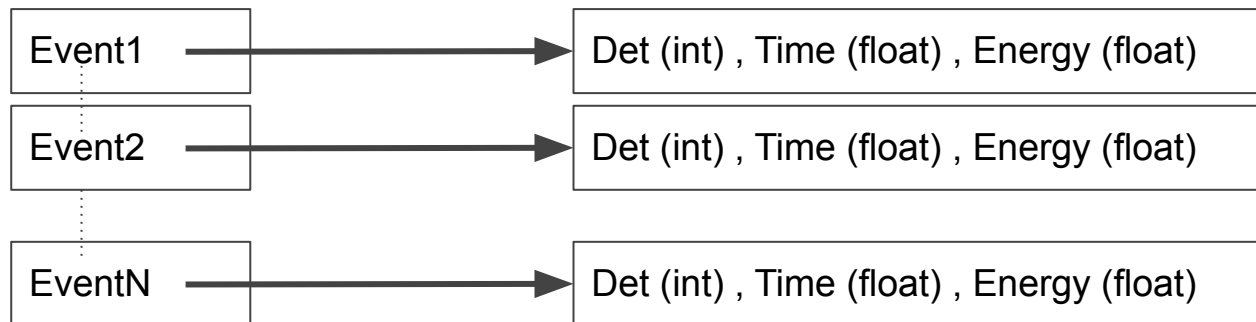 Event1 Det (int) , Time (float) , Energy (float)
Event2 Det (int) , Time (float) , Energy (float)
EventN Det (int) , Time (float) , Energy (float)